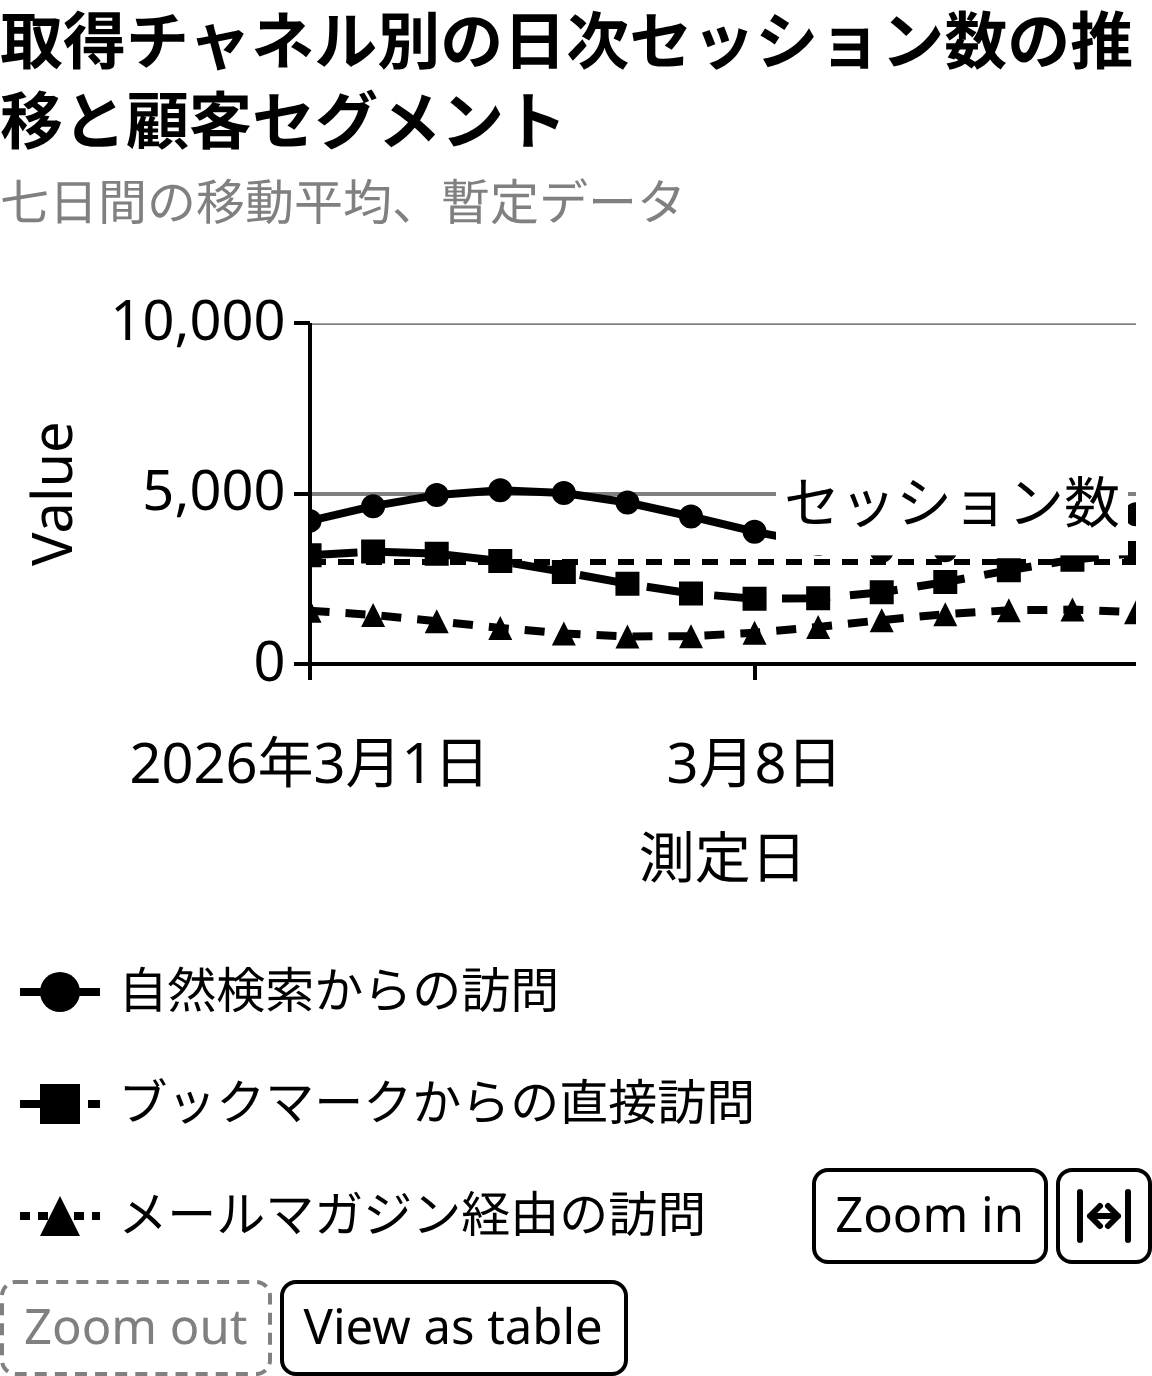 取得チャネル別の日次セッション数の推
移と顧客セグメント
七日間の移動平均、暫定データ
10,000
Value
5,000
セッション数
0
2026年3月1日
3月8日
測定日
自然検索からの訪問
ブックマークからの直接訪問
メールマガジン経由の訪問
Zoom in
Zoom out
View as table